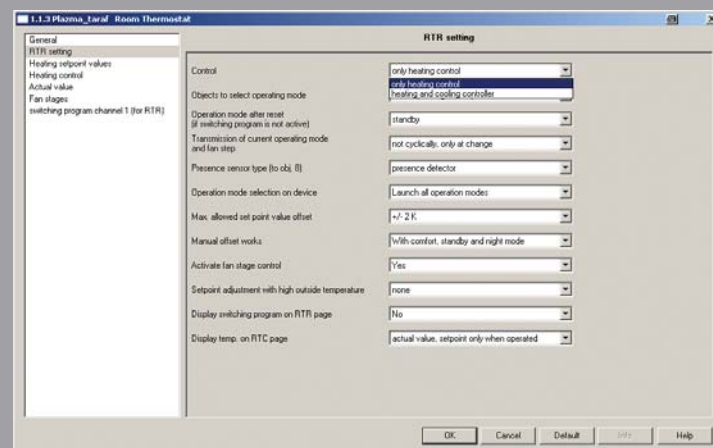 1.1.3 Plazma_taraf Room Thermostat
General
RTR setting
Heating setpoint values
Heating control
Actual value
Fan stages
switching program channel 1 (for RTR)
RTR setting
Control
only heating control
only heating control
heating and cooling controller
Objects to select operating mode
Operation mode after reset
(if switching program is not active)
standby
Transmission of current operating mode
and fan step
not cyclically, only at change
Presence sensor type (to obj. 8)
presence detector
Operation mode selection on device
Launch all operation modes
Max. allowed set point value offset
+/- 2 K
Manual offset works
With comfort, standby and night mode
Activate fan stage control
Yes
Setpoint adjustment with high outside temperature
none
Display switching program on RTR page
No
Display temp. on RTC page
actual value, setpoint only when operated
OK
Cancel
Default
Info
Help